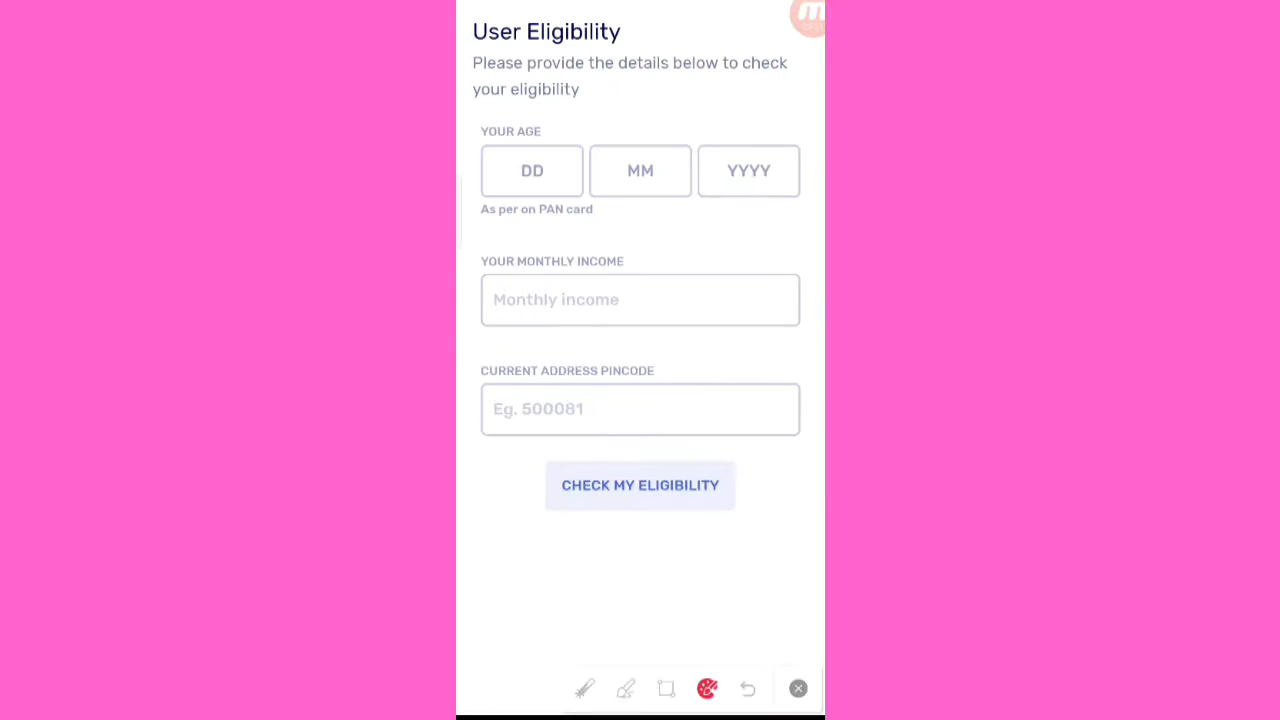 User Eligibility
Please provide the details below to check
your eligibility
YOUR AGE
DD MM YYYY
As per on PAN card
YOUR MONTHLY INCOME
Monthly income
CURRENT ADDRESS PINCODE
Eg. 500081
CHECK MY ELIGIBILITY